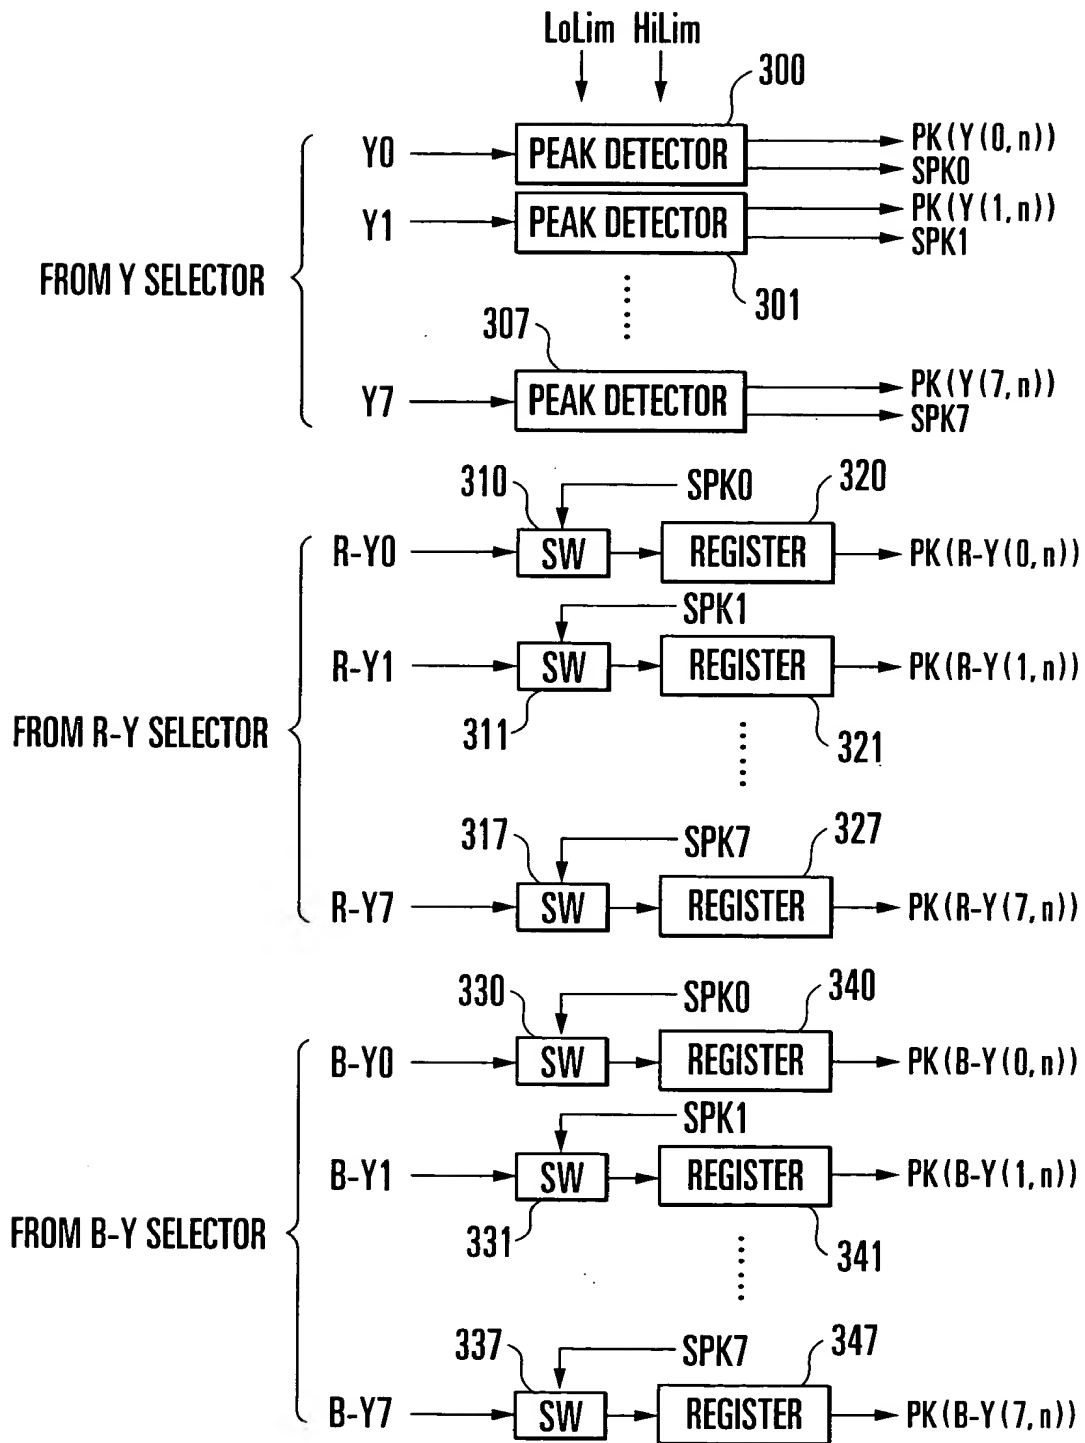 LoLim HiLim
300
Y0 PEAK DETECTOR PK(Y(0,n))
SPK0
Y1 PEAK DETECTOR PK(Y(1,n))
SPK1
FROM Y SELECTOR
301
307
Y7 PEAK DETECTOR PK(Y(7,n))
SPK7
310 SPK0 320
R-Y0 SW REGISTER PK(R-Y(0,n))
SPK1
R-Y1 SW REGISTER PK(R-Y(1,n))
FROM R-Y SELECTOR
311 321
317 SPK7 327
R-Y7 SW REGISTER PK(R-Y(7,n))
330 SPK0 340
B-Y0 SW REGISTER PK(B-Y(0,n))
SPK1
B-Y1 SW REGISTER PK(B-Y(1,n))
FROM B-Y SELECTOR
331 341
337 SPK7 347
B-Y7 SW REGISTER PK(B-Y(7,n))